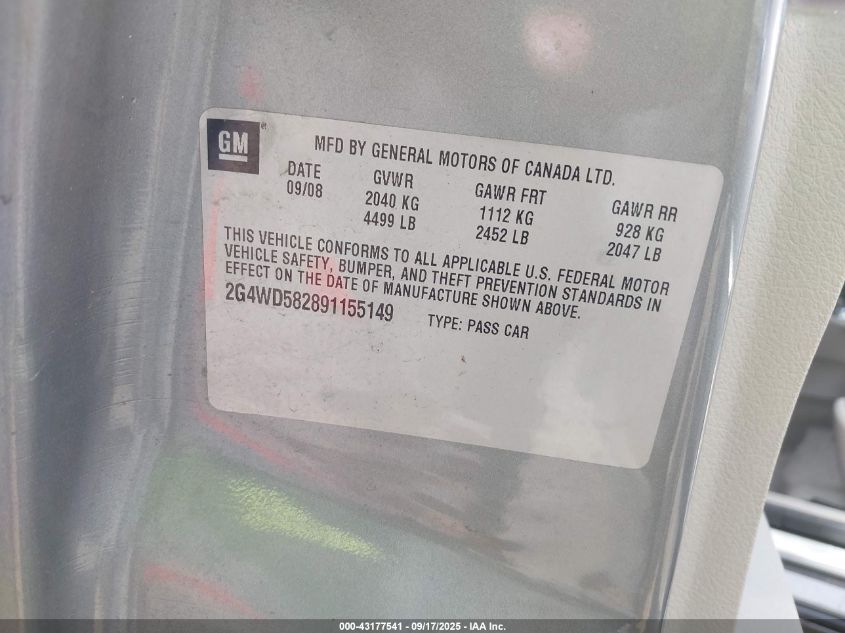 GM
MFD BY GENERAL MOTORS OF CANADA LTD.
DATE GVWR GAWR FRT GAWR RR
09/08 2040 KG 1112 KG 928 KG
4499 LB 2452 LB 2047 LB
THIS VEHICLE CONFORMS TO ALL APPLICABLE U.S. FEDERAL MOTOR
VEHICLE SAFETY, BUMPER, AND THEFT PREVENTION STANDARDS IN
EFFECT ON THE DATE OF MANUFACTURE SHOWN ABOVE.
2G4WD582891155149 TYPE: PASS CAR
000-43177541 - 09/17/2025 - IAA Inc.